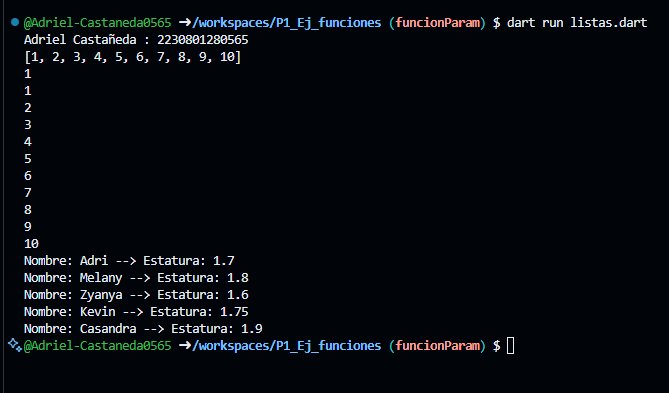 @Adriel-Castaneda0565 ➜/workspaces/P1_Ej_funciones (funcionParam) $ dart run listas.dart
Adriel Castañeda : 2230801280565
[1, 2, 3, 4, 5, 6, 7, 8, 9, 10]
1
1
2
3
4
5
6
7
8
9
10
Nombre: Adri --> Estatura: 1.7
Nombre: Melany --> Estatura: 1.8
Nombre: Zyanya --> Estatura: 1.6
Nombre: Kevin --> Estatura: 1.75
Nombre: Casandra --> Estatura: 1.9
@Adriel-Castaneda0565 ➜/workspaces/P1_Ej_funciones (funcionParam) $